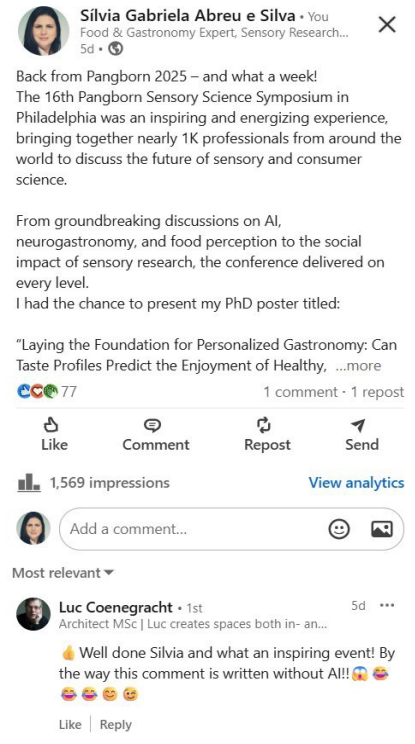 Sílvia Gabriela Abreu e Silva • You
Food & Gastronomy Expert, Sensory Research...
5d •
Back from Pangborn 2025 – and what a week!
The 16th Pangborn Sensory Science Symposium in
Philadelphia was an inspiring and energizing experience,
bringing together nearly 1K professionals from around the
world to discuss the future of sensory and consumer
science.
From groundbreaking discussions on AI,
neurogastronomy, and food perception to the social
impact of sensory research, the conference delivered on
every level.
I had the chance to present my PhD poster titled:
“Laying the Foundation for Personalized Gastronomy: Can
Taste Profiles Predict the Enjoyment of Healthy, ...more
77 1 comment · 1 repost
Like Comment Repost Send
1,569 impressions View analytics
Add a comment...
Most relevant
Luc Coenegracht • 1st 5d
Architect MSc | Luc creates spaces both in- an...
👍Well done Silvia and what an inspiring event! By
the way this comment is written without AI!!😱 😂
😂 😂 😊 😉
Like | Reply